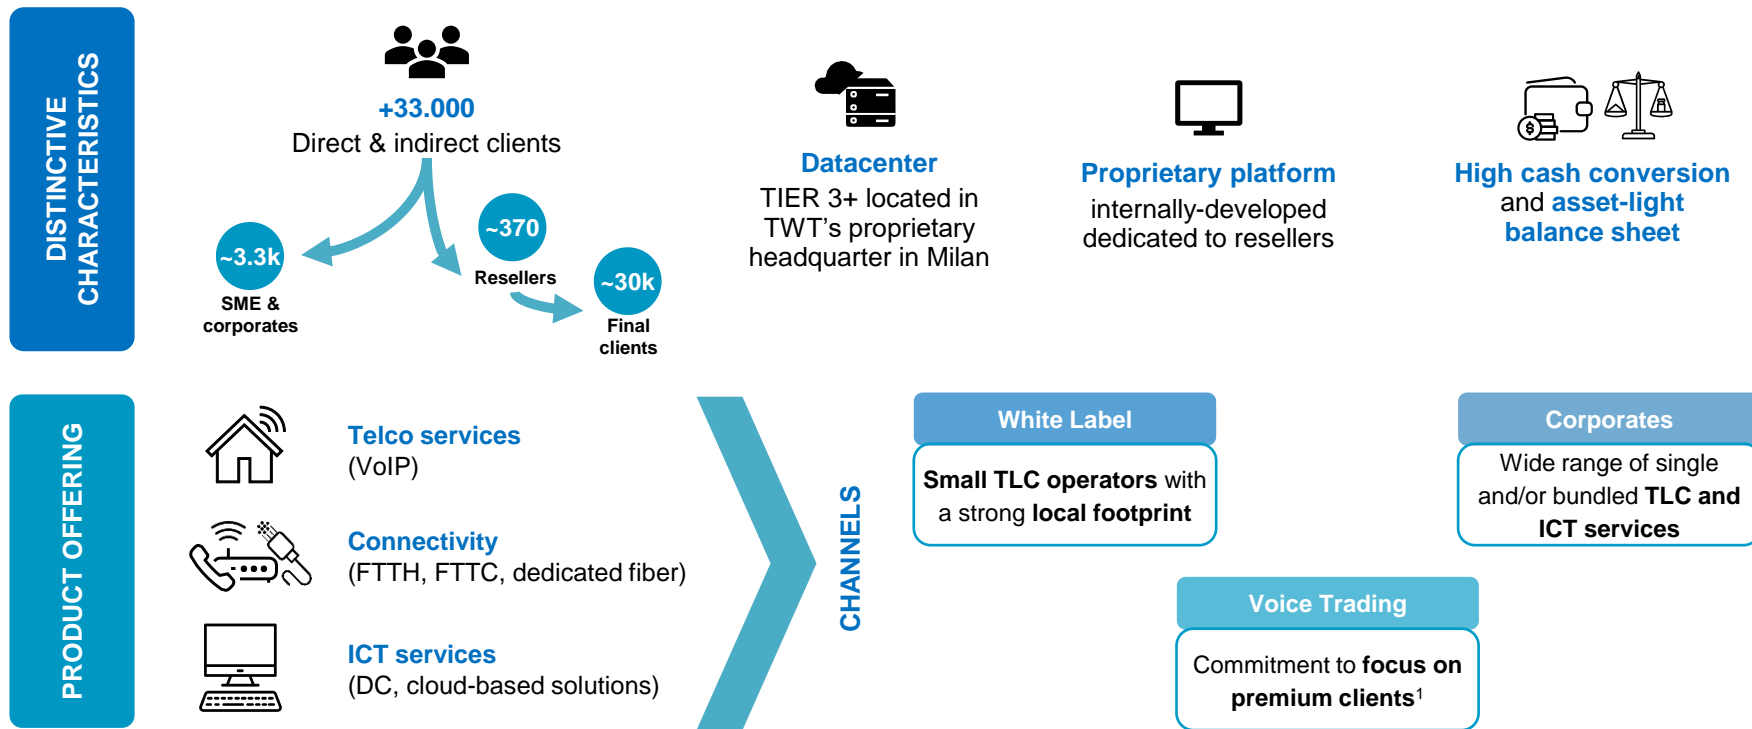 DISTINCTIVE
CHARACTERISTICS
+33.000
Direct & indirect clients
~3.3k
SME &
corporates
~370
Resellers
~30k
Final
clients
Datacenter
TIER 3+ located in
TWT’s proprietary
headquarter in Milan
Proprietary platform
internally-developed
dedicated to resellers
High cash conversion
and asset-light
balance sheet
PRODUCT OFFERING
Telco services
(VoIP)
Connectivity
(FTTH, FTTC, dedicated fiber)
ICT services
(DC, cloud-based solutions)
CHANNELS
White Label
Small TLC operators with
a strong local footprint
Corporates
Wide range of single
and/or bundled TLC and
ICT services
Voice Trading
Commitment to focus on
premium clients¹